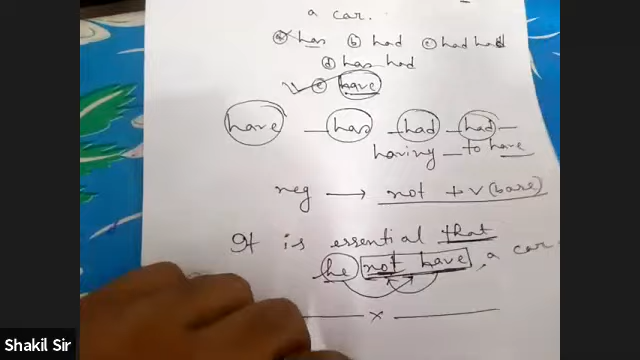 a car.
ⓐ has ⓑ had ⓒ had had
ⓓ has had
ⓔ have
have — has — had — had —
having — to have
neg → not + v (base)
It is essential that
he not have a car.
x
Shakil Sir